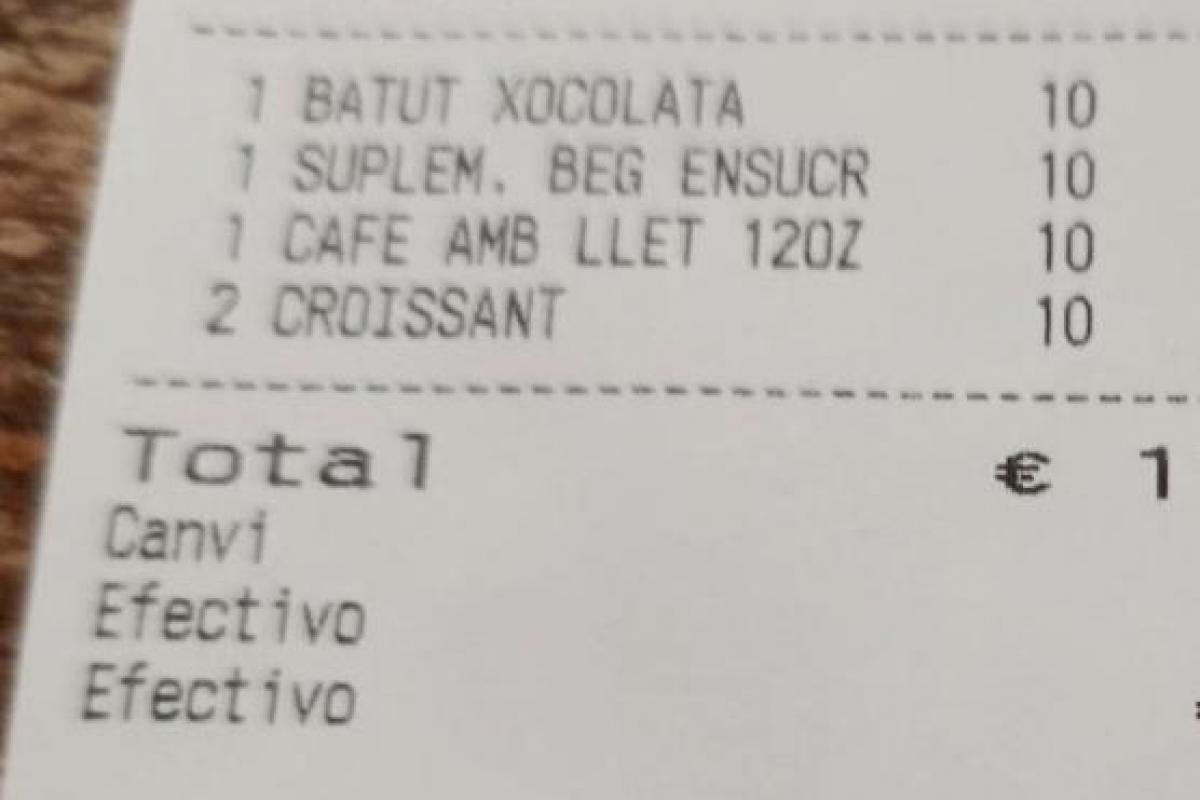 1 BATUT XOCOLATA 10
1 SUPLEM. BEG ENSUCR 10
1 CAFE AMB LLET 12OZ 10
2 CROISSANT 10
Total € 1
Canvi
Efectivo
Efectivo